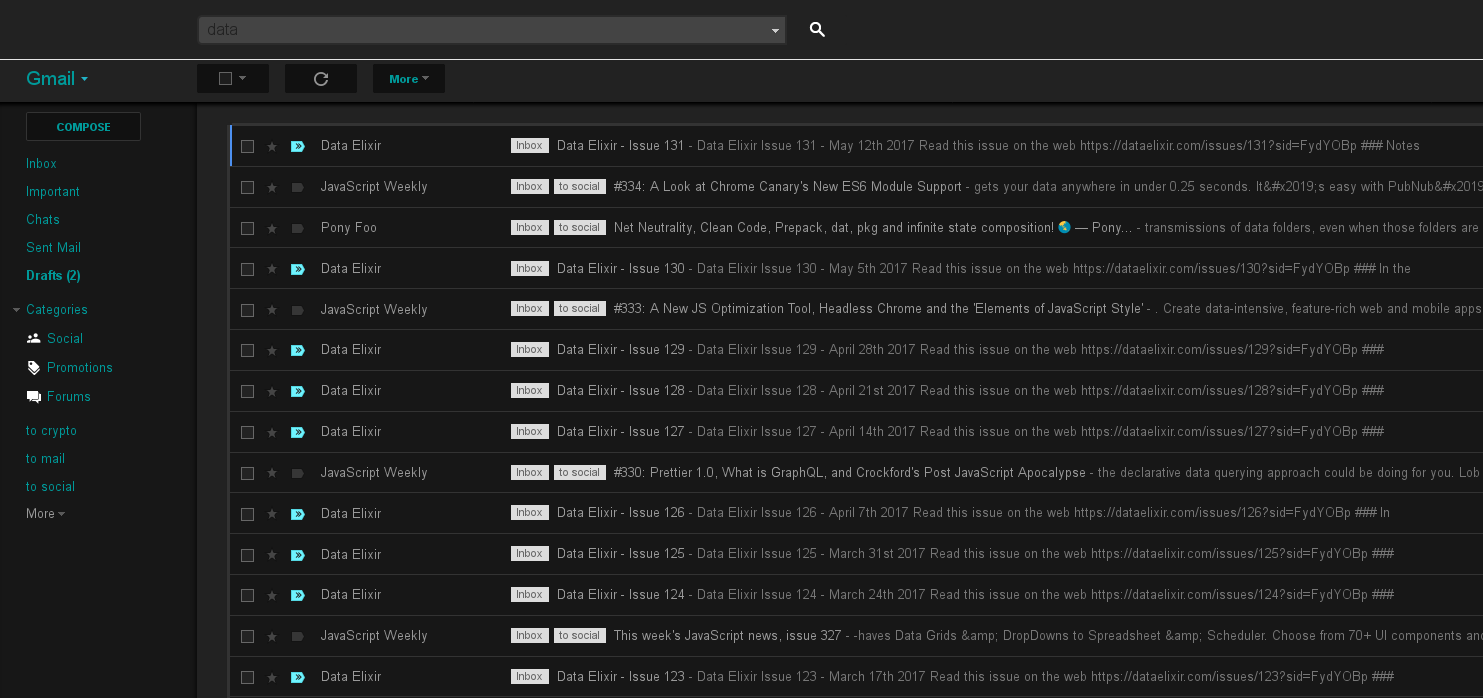 data
Gmail
More
COMPOSE
Inbox
Important
Chats
Sent Mail
Drafts (2)
Categories
Social
Promotions
Forums
to crypto
to mail
to social
More
Data Elixir Inbox Data Elixir - Issue 131 - Data Elixir Issue 131 - May 12th 2017 Read this issue on the web https://dataelixir.com/issues/131?sid=FydYOBp ### Notes
JavaScript Weekly Inbox to social #334: A Look at Chrome Canary's New ES6 Module Support - gets your data anywhere in under 0.25 seconds. It&#x2019;s easy with PubNub&#x2019
Pony Foo Inbox to social Net Neutrality, Clean Code, Prepack, dat, pkg and infinite state composition! 🌏 — Pony... - transmissions of data folders, even when those folders are
Data Elixir Inbox Data Elixir - Issue 130 - Data Elixir Issue 130 - May 5th 2017 Read this issue on the web https://dataelixir.com/issues/130?sid=FydYOBp ### In the
JavaScript Weekly Inbox to social #333: A New JS Optimization Tool, Headless Chrome and the 'Elements of JavaScript Style' - . Create data-intensive, feature-rich web and mobile apps
Data Elixir Inbox Data Elixir - Issue 129 - Data Elixir Issue 129 - April 28th 2017 Read this issue on the web https://dataelixir.com/issues/129?sid=FydYOBp ###
Data Elixir Inbox Data Elixir - Issue 128 - Data Elixir Issue 128 - April 21st 2017 Read this issue on the web https://dataelixir.com/issues/128?sid=FydYOBp ###
Data Elixir Inbox Data Elixir - Issue 127 - Data Elixir Issue 127 - April 14th 2017 Read this issue on the web https://dataelixir.com/issues/127?sid=FydYOBp ###
JavaScript Weekly Inbox to social #330: Prettier 1.0, What is GraphQL, and Crockford's Post JavaScript Apocalypse - the declarative data querying approach could be doing for you. Lob
Data Elixir Inbox Data Elixir - Issue 126 - Data Elixir Issue 126 - April 7th 2017 Read this issue on the web https://dataelixir.com/issues/126?sid=FydYOBp ### In
Data Elixir Inbox Data Elixir - Issue 125 - Data Elixir Issue 125 - March 31st 2017 Read this issue on the web https://dataelixir.com/issues/125?sid=FydYOBp ###
Data Elixir Inbox Data Elixir - Issue 124 - Data Elixir Issue 124 - March 24th 2017 Read this issue on the web https://dataelixir.com/issues/124?sid=FydYOBp ###
JavaScript Weekly Inbox to social This week's JavaScript news, issue 327 - -haves Data Grids &amp; DropDowns to Spreadsheet &amp; Scheduler. Choose from 70+ UI components and
Data Elixir Inbox Data Elixir - Issue 123 - Data Elixir Issue 123 - March 17th 2017 Read this issue on the web https://dataelixir.com/issues/123?sid=FydYOBp ###